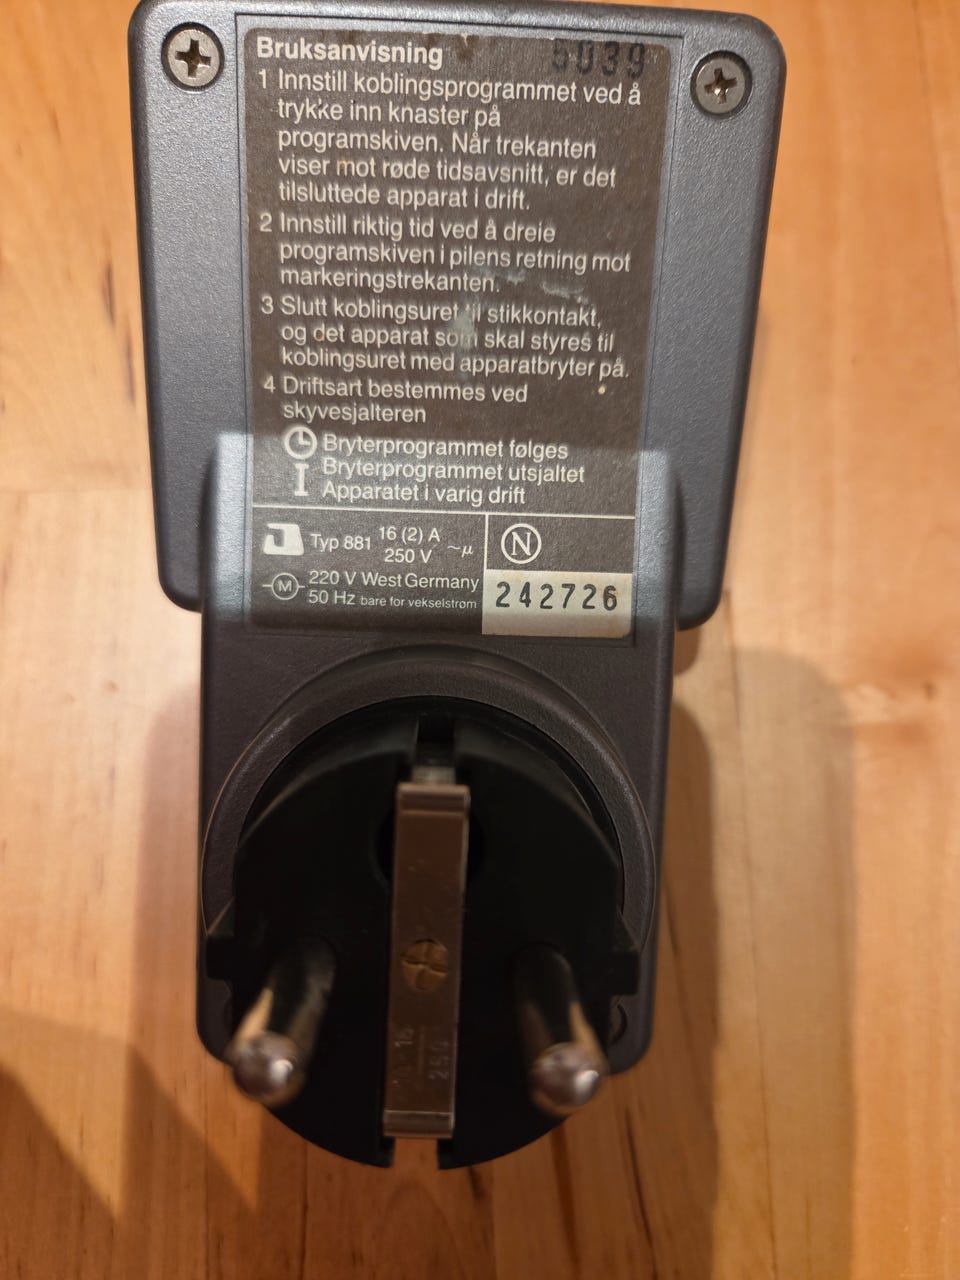 Bruksanvisning 5039
1 Innstill koblingsprogrammet ved å
trykke inn knaster på
programskiven. Når trekanten
viser mot røde tidsavsnitt, er det
tilsluttede apparat i drift.
2 Innstill riktig tid ved å dreie
programskiven i pilens retning mot
markeringstrekanten.
3 Slutt koblingsuret til stikkontakt,
og det apparat som skal styres til
koblingsuret med apparatbryter på.
4 Driftsart bestemmes ved
skyvesjalteren
Bryterprogrammet følges
I Bryterprogrammet utsjaltet
Apparatet i varig drift
Typ 881 16 (2) A
250 V ~µ
N
M 220 V West Germany
50 Hz bare for vekselstrøm
242726
16
250